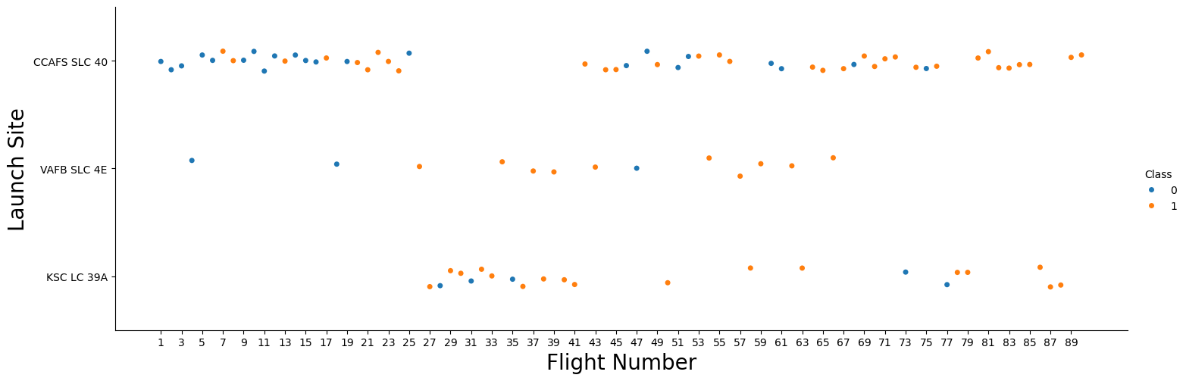 CCAFS SLC 40
VAFB SLC 4E
KSC LC 39A
Launch Site
1 3 5 7 9 11 13 15 17 19 21 23 25 27 29 31 33 35 37 39 41 43 45 47 49 51 53 55 57 59 61 63 65 67 69 71 73 75 77 79 81 83 85 87 89
Flight Number
Class
0
1